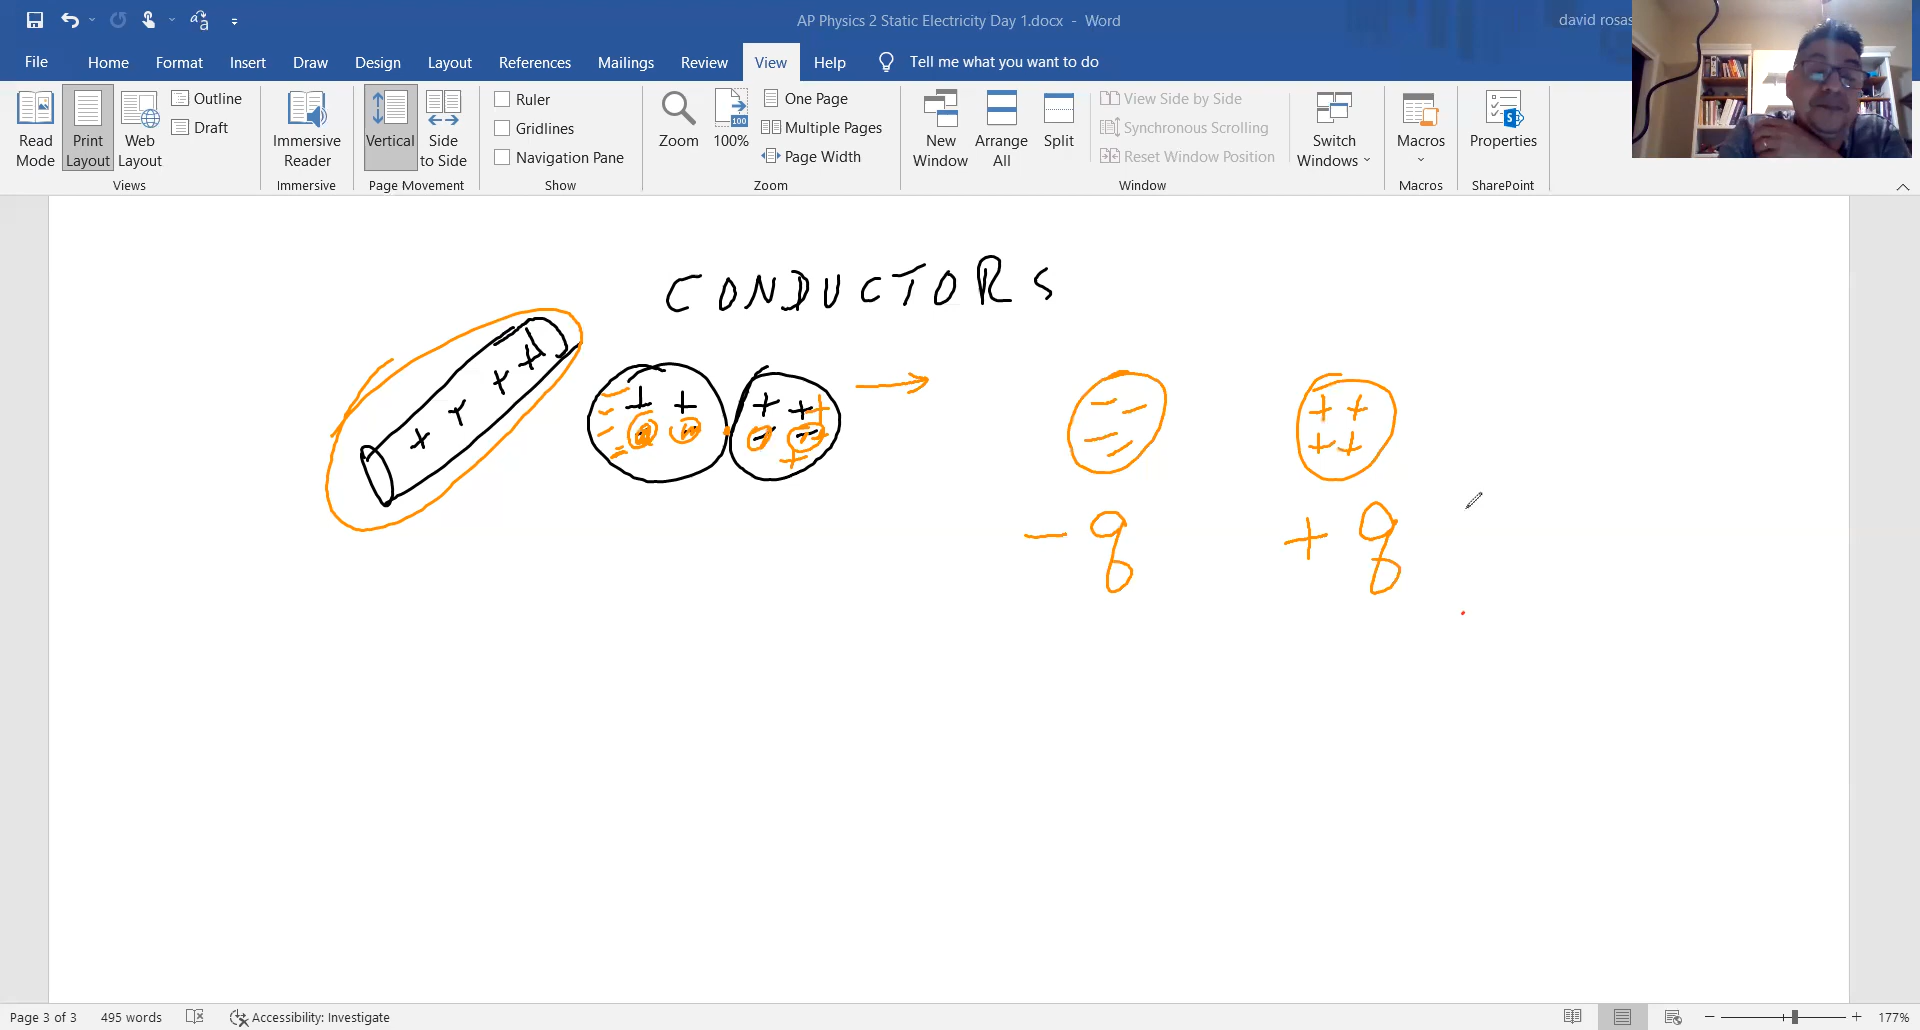 AP Physics 2 Static Electricity Day 1.docx - Word
david rosas
File Home Format Insert Draw Design Layout References Mailings Review View Help Tell me what you want to do
Read Mode
Print Layout
Web Layout
Outline
Draft
Views
Immersive Reader
Immersive
Vertical
Side to Side
Page Movement
Ruler
Gridlines
Navigation Pane
Show
Zoom
100
100%
One Page
Multiple Pages
Page Width
Zoom
New Window
Arrange All
Split
View Side by Side
Synchronous Scrolling
Reset Window Position
Window
Switch Windows
Macros
Macros
Properties
SharePoint
CONDUCTORS
+ + + + +
+ +
+ +
- - - -
+ +
+ +
- q
+ q
Page 3 of 3 495 words Accessibility: Investigate 177%